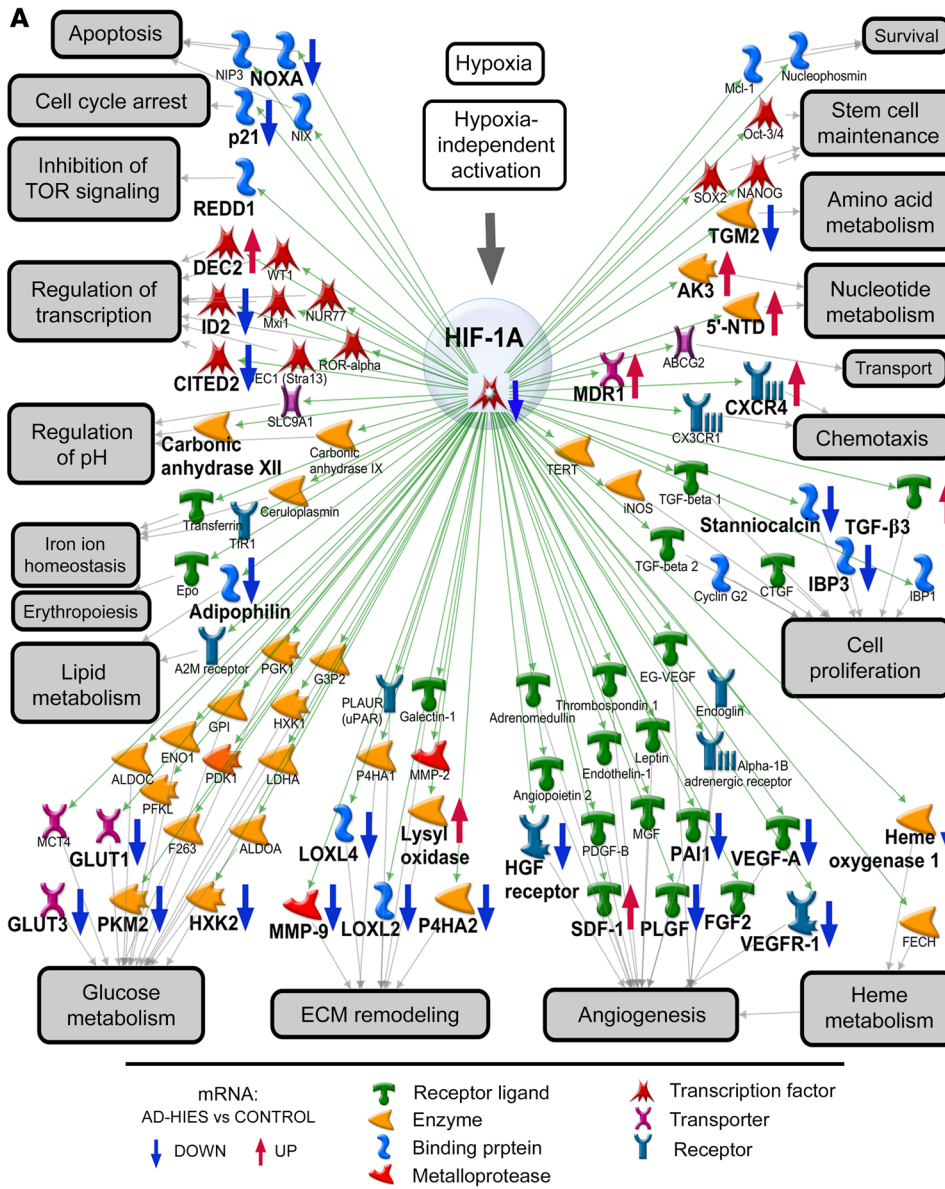 A
Apoptosis
NIP3
NOXA
Cell cycle arrest
p21
NIX
Inhibition of
TOR signaling
REDD1
DEC2
WT1
Regulation of
transcription
ID2
Mxi1
NUR77
CITED2
EC1 (Stra13)
ROR-alpha
SLC9A1
Regulation
of pH
Carbonic
anhydrase XII
Carbonic
anhydrase IX
Transferrin
TfR1
Ceruloplasmin
Iron ion
homeostasis
Epo
Erythropoiesis
Adipophilin
Lipid
metabolism
A2M receptor
Hypoxia
Hypoxia-
independent
activation
HIF-1A
Mcl-1
Nucleophosmin
Survival
Oct-3/4
Stem cell
maintenance
SOX2
NANOG
TGM2
Amino acid
metabolism
AK3
5'-NTD
Nucleotide
metabolism
MDR1
ABCG2
Transport
CX3CR1
CXCR4
Chemotaxis
TERT
iNOS
TGF-beta 1
Stanniocalcin
TGF-β3
TGF-beta 2
Cyclin G2
CTGF
IBP3
IBP1
Cell
proliferation
PGK1
G3P2
GPI
HXK1
ALDOC
ENO1
PDK1
LDHA
PFKL
MCT4
GLUT1
F263
ALDOA
GLUT3
PKM2
HXK2
Glucose
metabolism
PLAUR
(uPAR)
Galectin-1
P4HA1
MMP-2
LOXL4
Lysyl
oxidase
MMP-9
LOXL2
P4HA2
ECM remodeling
Adrenomedullin
Thrombospondin 1
EG-VEGF
Endoglin
Angiopoietin 2
Endothelin-1
Leptin
Alpha-1B
adrenergic receptor
HGF
receptor
PDGF-B
MGF
PAI1
VEGF-A
SDF-1
PLGF
FGF2
VEGFR-1
Angiogenesis
Heme
oxygenase 1
FECH
Heme
metabolism
mRNA:
AD-HIES vs CONTROL
DOWN
UP
Receptor ligand
Enzyme
Binding prptein
Metalloprotease
Transcription factor
Transporter
Receptor